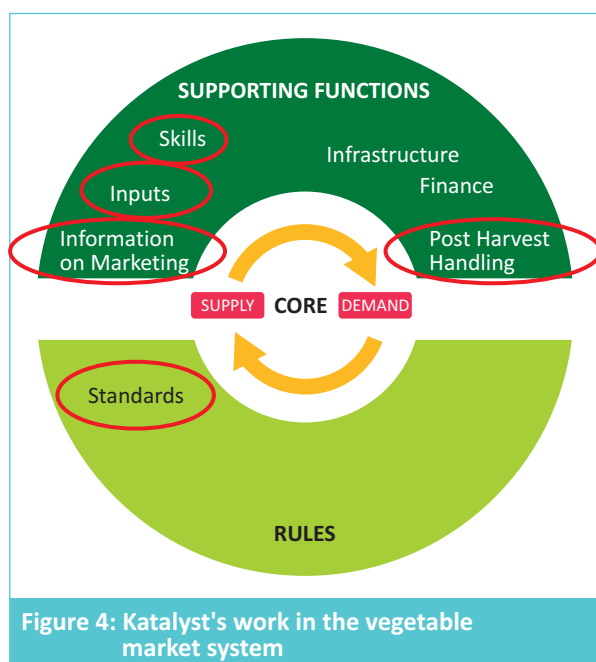 SUPPORTING FUNCTIONS
Skills
Infrastructure
Inputs
Finance
Information
on Marketing
Post Harvest
Handling
SUPPLY CORE DEMAND
Standards
RULES
Figure 4: Katalyst's work in the vegetable
market system